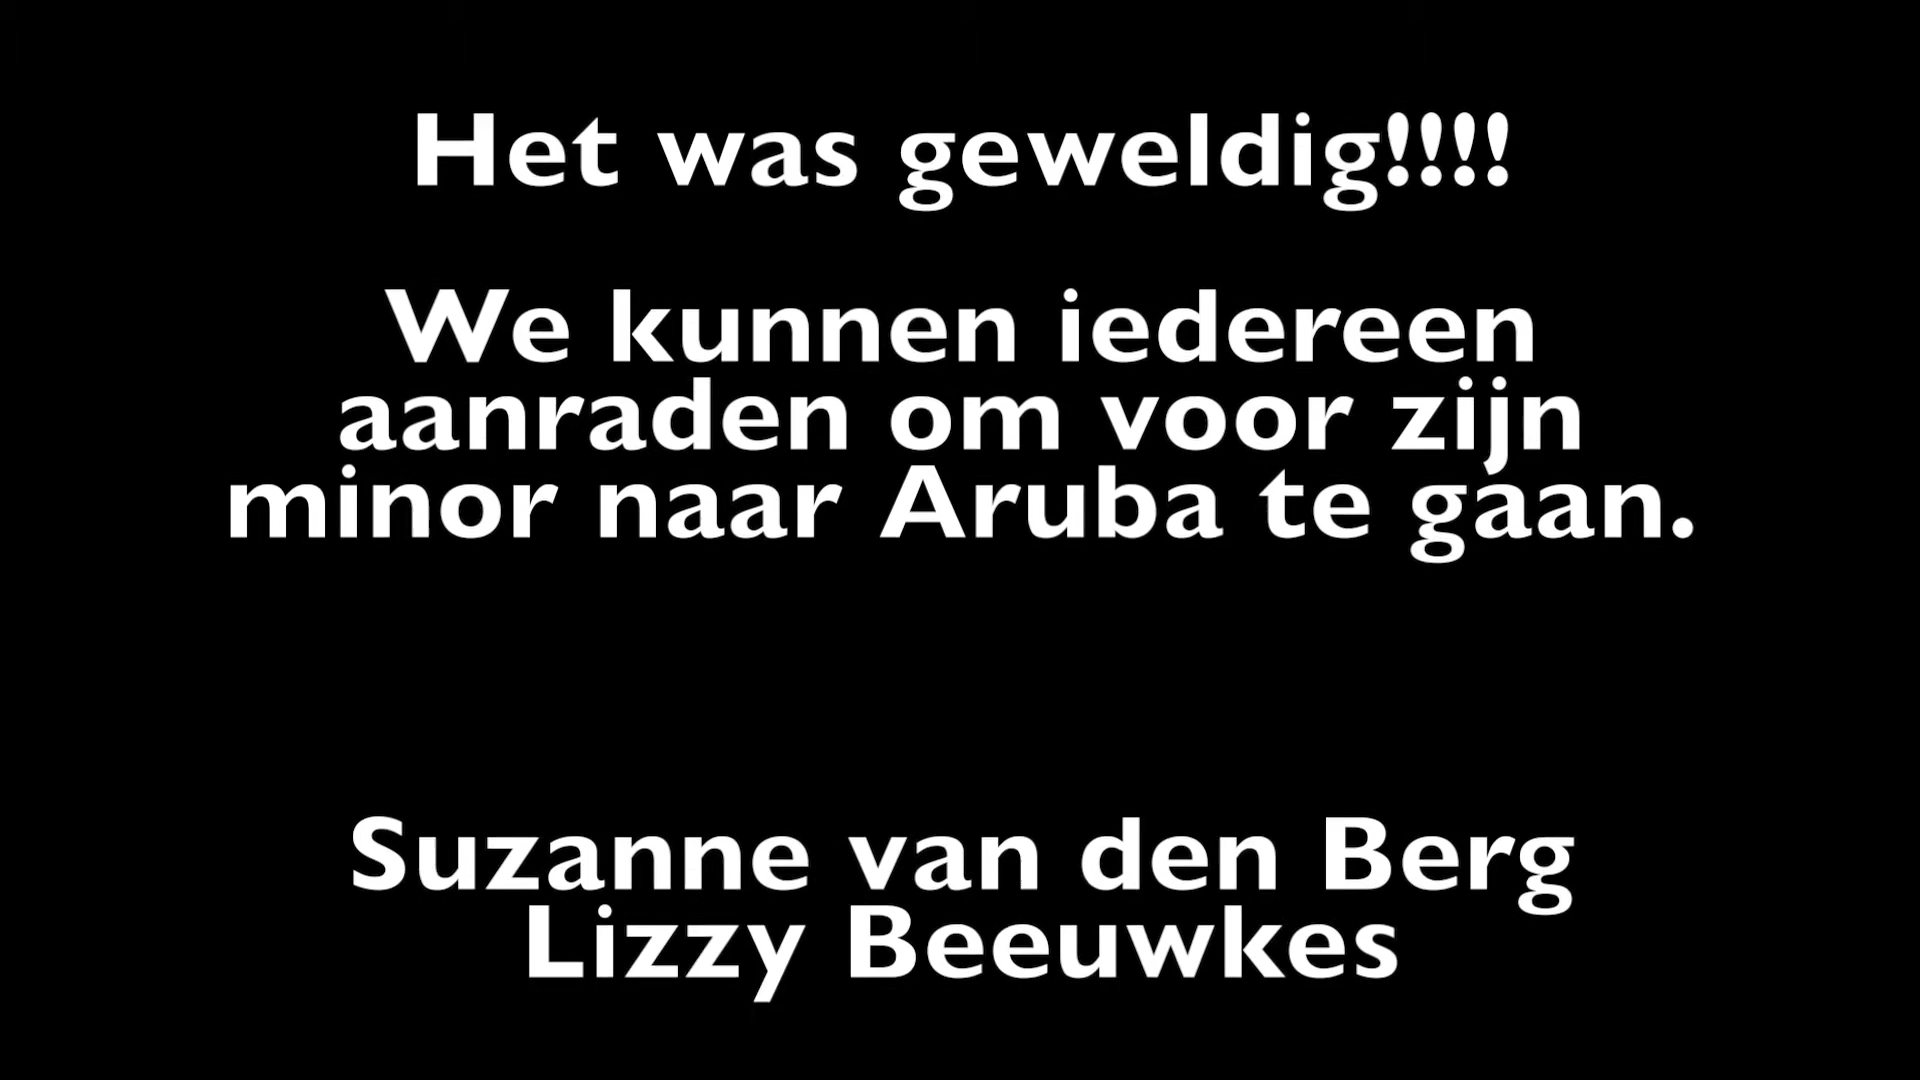 Het was geweldig!!!!
We kunnen iedereen
aanraden om voor zijn
minor naar Aruba te gaan.
Suzanne van den Berg
Lizzy Beeuwkes